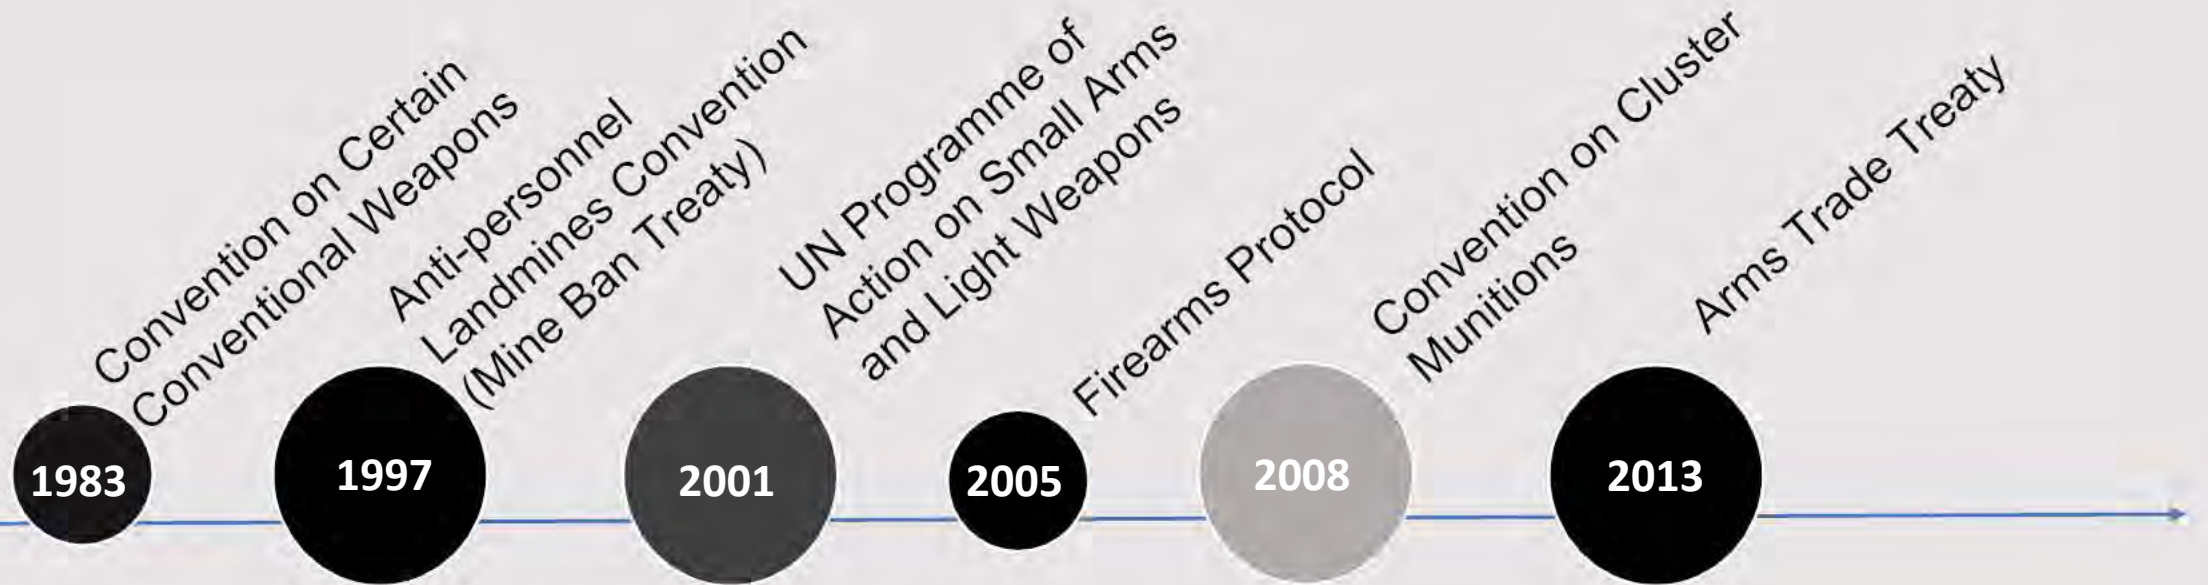 Convention on Certain
Conventional Weapons
Anti-personnel
Landmines Convention
(Mine Ban Treaty)
UN Programme of
Action on Small Arms
and Light Weapons
Firearms Protocol
Convention on Cluster
Munitions
Arms Trade Treaty
1983
1997
2001
2005
2008
2013